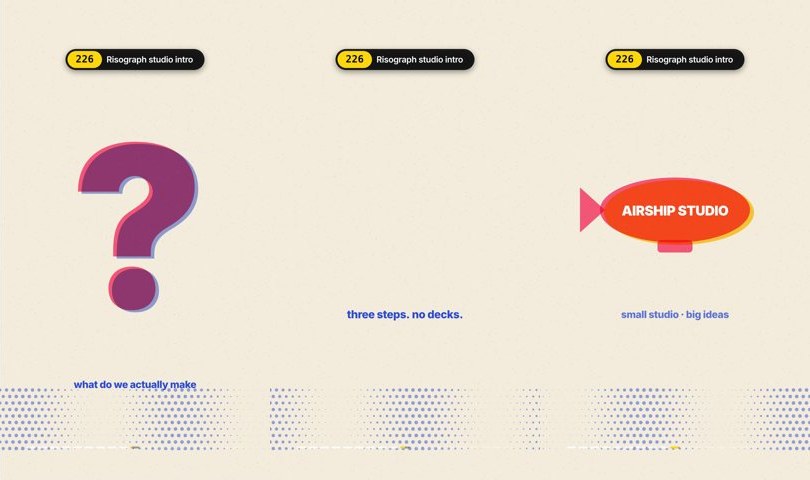 226 Risograph studio intro
?
what do we actually make
226 Risograph studio intro
three steps. no decks.
226 Risograph studio intro
AIRSHIP STUDIO
small studio · big ideas